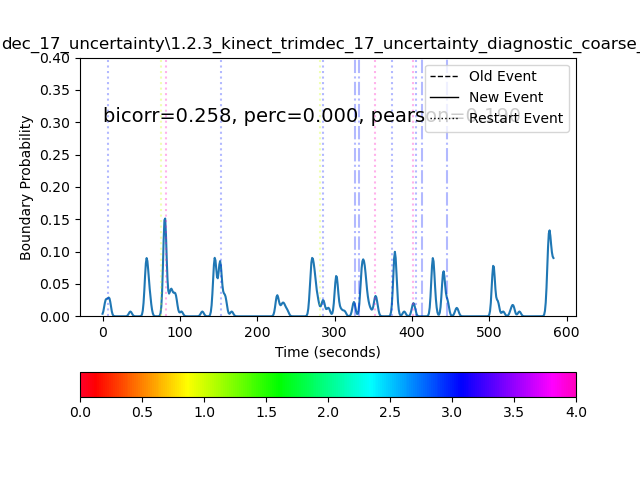 dec_17_uncertainty\1.2.3_kinect_trimdec_17_uncertainty_diagnostic_coarse_
0.40
0.35
0.30
0.25
0.20
0.15
0.10
0.05
0.00
Boundary Probability
bicorr=0.258, perc=0.000, pearson=0.190
Old Event
New Event
Restart Event
0 100 200 300 400 500 600
Time (seconds)
0.0 0.5 1.0 1.5 2.0 2.5 3.0 3.5 4.0